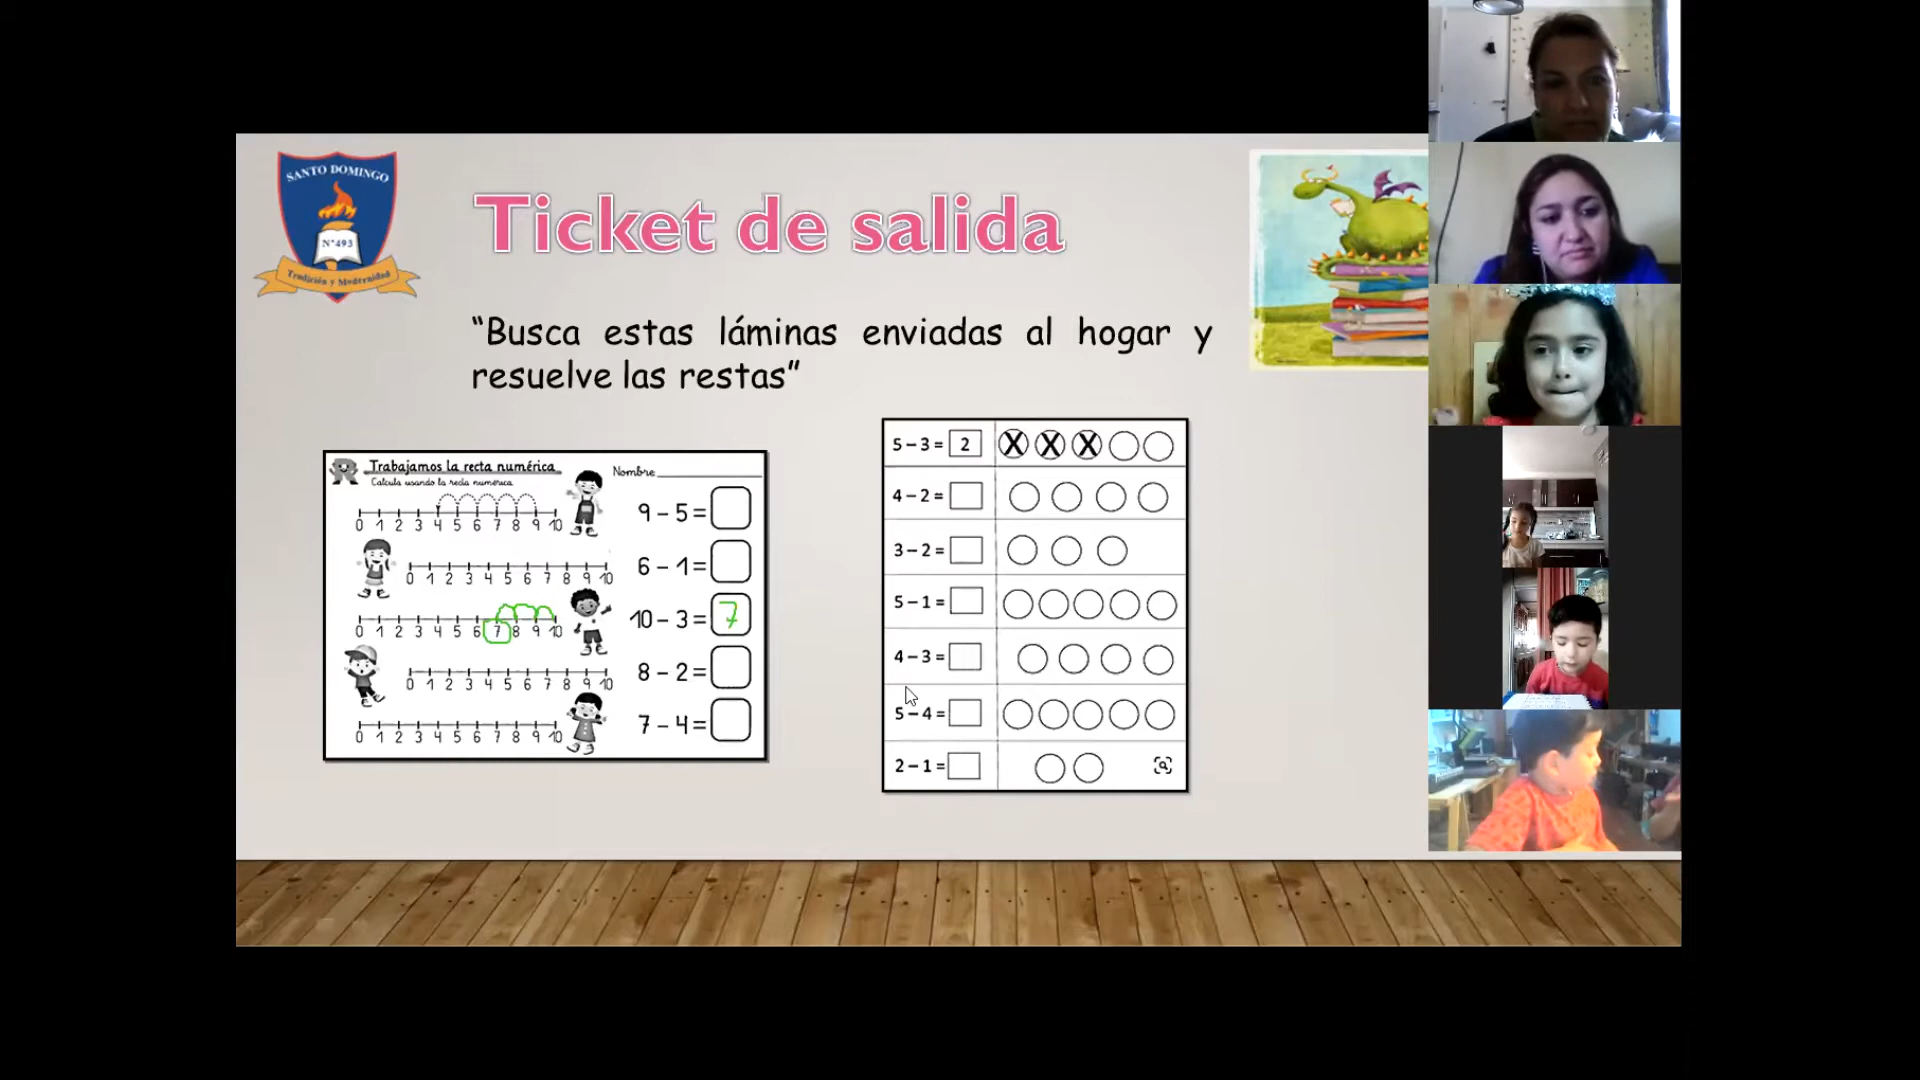 SANTO DOMINGO
N°493
Tradición y Modernidad
Ticket de salida
“Busca estas láminas enviadas al hogar y
resuelve las restas”
Trabajamos la recta numérica
Nombre
Calcula usando la recta numérica
0 1 2 3 4 5 6 7 8 9 10
9 – 5 =
0 1 2 3 4 5 6 7 8 9 10
6 – 1 =
0 1 2 3 4 5 6 7 8 9 10
10 – 3 = 7
0 1 2 3 4 5 6 7 8 9 10
8 – 2 =
0 1 2 3 4 5 6 7 8 9 10
7 – 4 =
5 – 3 = 2 X X X
4 – 2 =
3 – 2 =
5 – 1 =
4 – 3 =
5 – 4 =
2 – 1 =